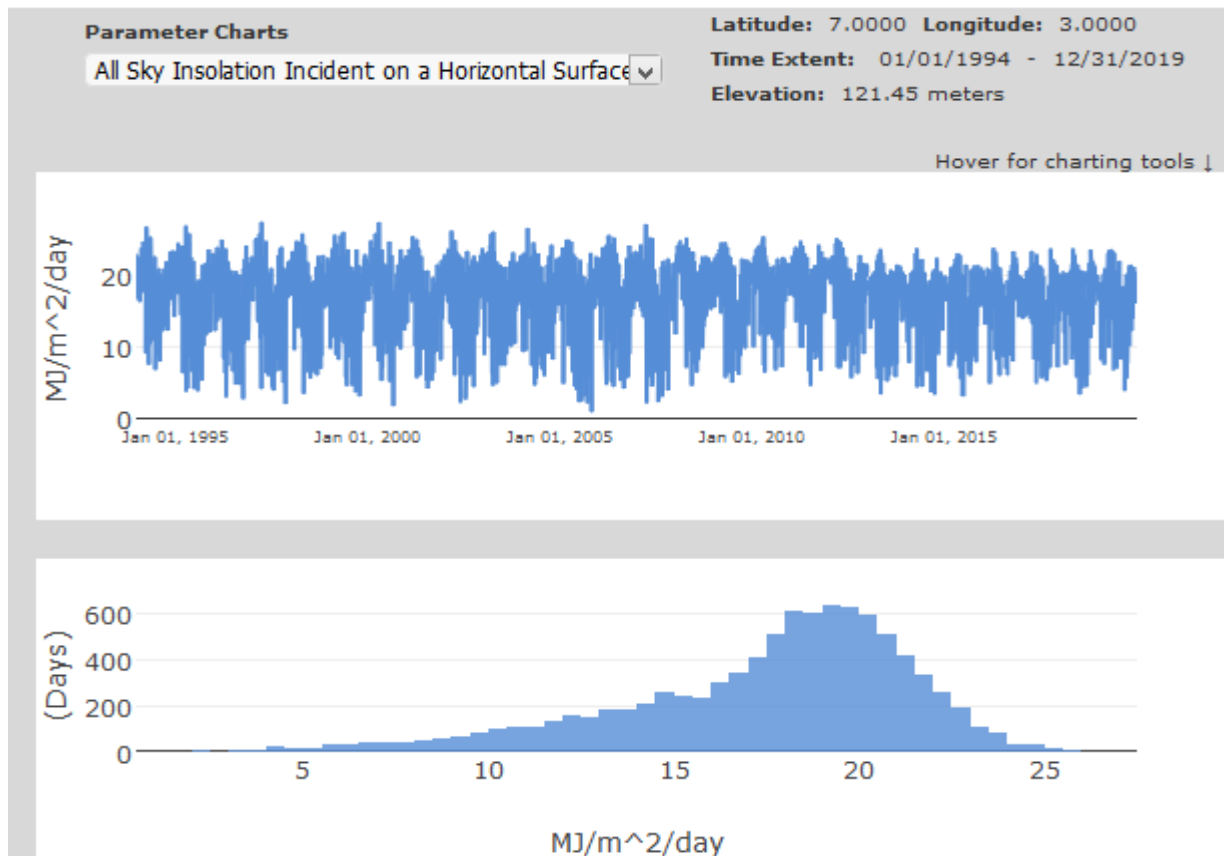 Parameter Charts
All Sky Insolation Incident on a Horizontal Surface
Latitude: 7.0000 Longitude: 3.0000
Time Extent: 01/01/1994 - 12/31/2019
Elevation: 121.45 meters
Hover for charting tools ↓
MJ/m^2/day
20
10
0
Jan 01, 1995 Jan 01, 2000 Jan 01, 2005 Jan 01, 2010 Jan 01, 2015
(Days)
600
400
200
0
5 10 15 20 25
MJ/m^2/day